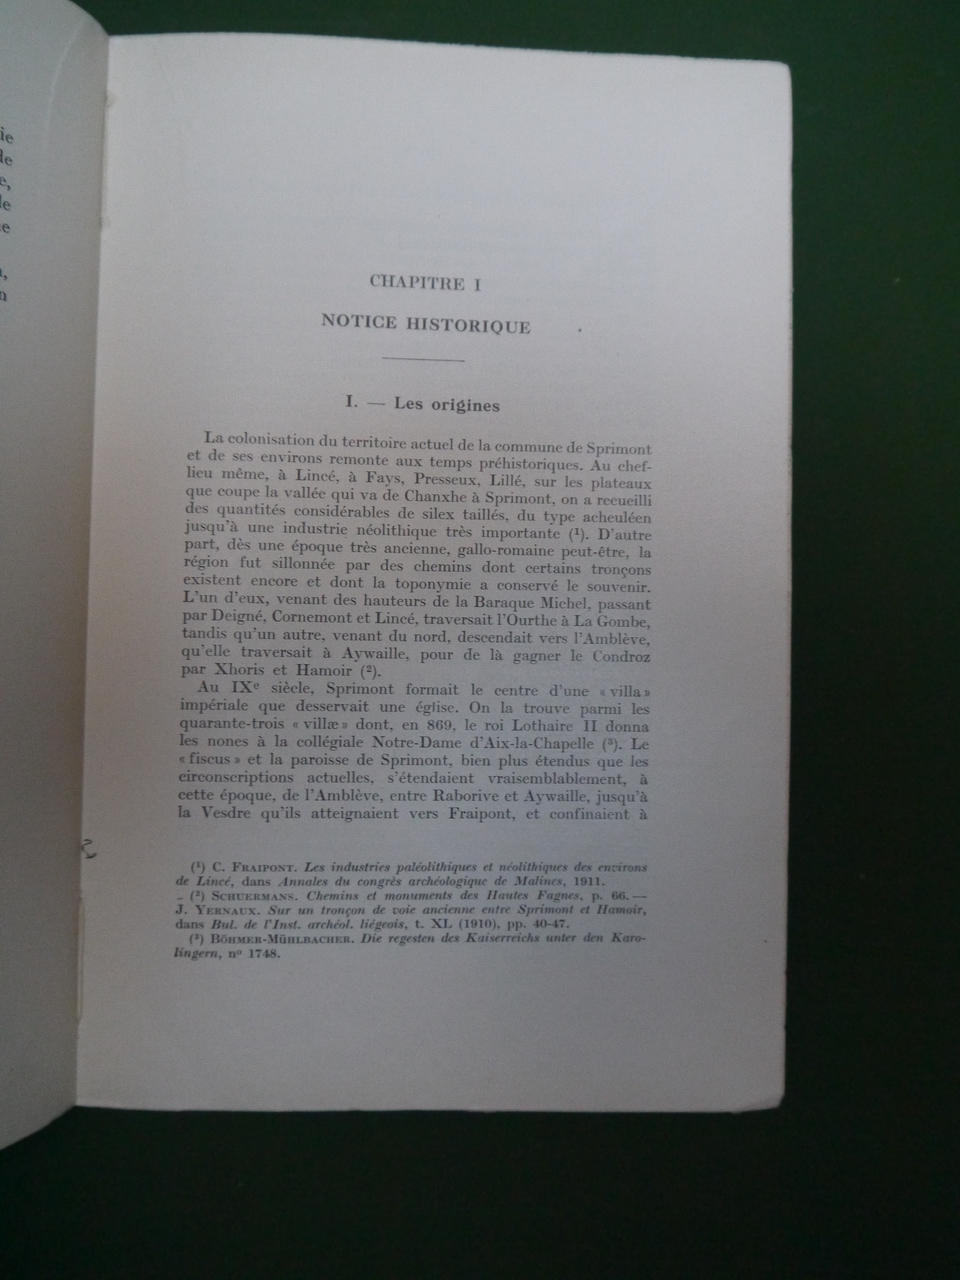 ie
de
e,
de
e
,
n
CHAPITRE I
NOTICE HISTORIQUE
I. — Les origines
La colonisation du territoire actuel de la commune de Sprimont
et de ses environs remonte aux temps préhistoriques. Au chef-
lieu même, à Lincé, à Fays, Presseux, Lillé, sur les plateaux
que coupe la vallée qui va de Chanxhe à Sprimont, on a recueilli
des quantités considérables de silex taillés, du type acheuléen
jusqu'à une industrie néolithique très importante (¹). D'autre
part, dès une époque très ancienne, gallo-romaine peut-être, la
région fut sillonnée par des chemins dont certains tronçons
existent encore et dont la toponymie a conservé le souvenir.
L'un d'eux, venant des hauteurs de la Baraque Michel, passant
par Deigné, Cornemont et Lincé, traversait l'Ourthe à La Gombe,
tandis qu'un autre, venant du nord, descendait vers l'Amblève,
qu'elle traversait à Aywaille, pour de là gagner le Condroz
par Xhoris et Hamoir (²).
Au IXᵉ siècle, Sprimont formait le centre d'une « villa »
impériale que desservait une église. On la trouve parmi les
quarante-trois « villæ » dont, en 869, le roi Lothaire II donna
les nones à la collégiale Notre-Dame d'Aix-la-Chapelle (³). Le
« fiscus » et la paroisse de Sprimont, bien plus étendus que les
circonscriptions actuelles, s'étendaient vraisemblablement, à
cette époque, de l'Amblève, entre Raborive et Aywaille, jusqu'à
la Vesdre qu'ils atteignaient vers Fraipont, et confinaient à
(¹) C. FRAIPONT. Les industries paléolithiques et néolithiques des environs
de Lincé, dans Annales du congrès archéologique de Malines, 1911.
(²) SCHUERMANS. Chemins et monuments des Hautes Fagnes, p. 66. —
J. YERNAUX. Sur un tronçon de voie ancienne entre Sprimont et Hamoir,
dans Bul. de l'Inst. archéol. liégeois, t. XL (1910), pp. 40-47.
(³) BÖHMER-MÜHLBACHER. Die regesten des Kaiserreichs unter den Karo-
lingern, nº 1748.